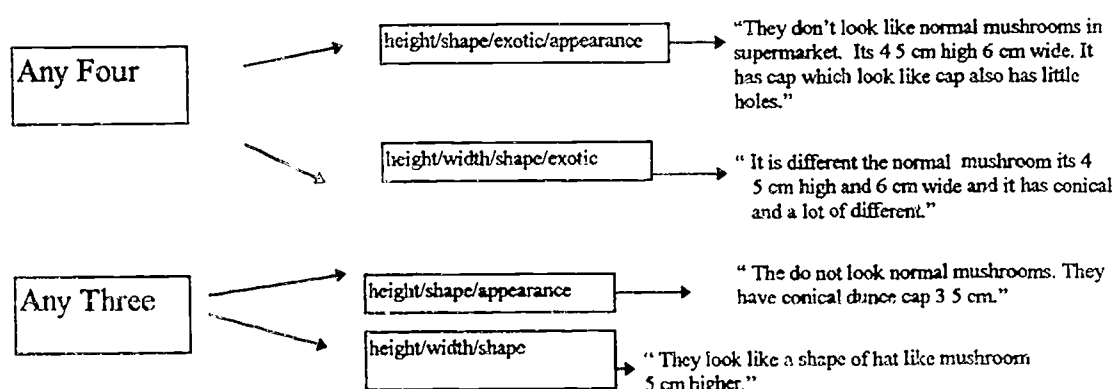 Any Four
height/shape/exotic/appearance
“They don’t look like normal mushrooms in
supermarket. Its 4 5 cm high 6 cm wide. It
has cap which look like cap also has little
holes.”
height/width/shape/exotic
“ It is different the normal mushroom its 4
5 cm high and 6 cm wide and it has conical
and a lot of different.”
Any Three
height/shape/appearance
“ The do not look normal mushrooms. They
have conical dunce cap 3 5 cm.”
height/width/shape
“ They look like a shape of hat like mushroom
5 cm higher.”